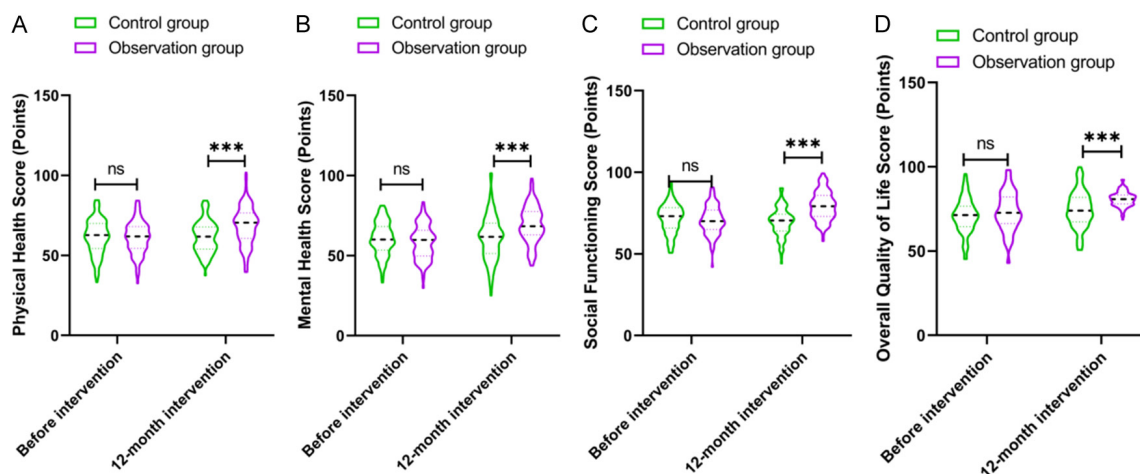 A
Control group
Observation group
Physical Health Score (Points)
150
100
50
0
ns
***
Before intervention
12-month intervention
B
Control group
Observation group
Mental Health Score (Points)
150
100
50
0
ns
***
Before intervention
12-month intervention
C
Control group
Observation group
Social Functioning Score (Points)
150
100
50
0
ns
***
Before intervention
12-month intervention
D
Control group
Observation group
Overall Quality of Life Score (Points)
150
100
50
0
ns
***
Before intervention
12-month intervention